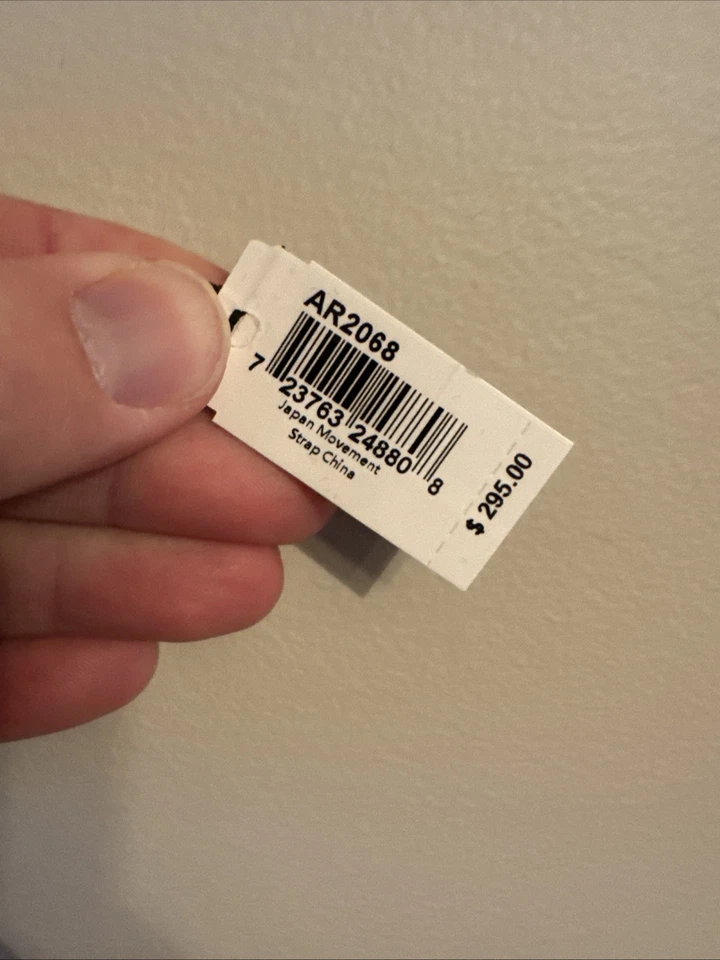 AR2068
7 23763 24880 8
Japan Movement
Strap China
$ 295.00